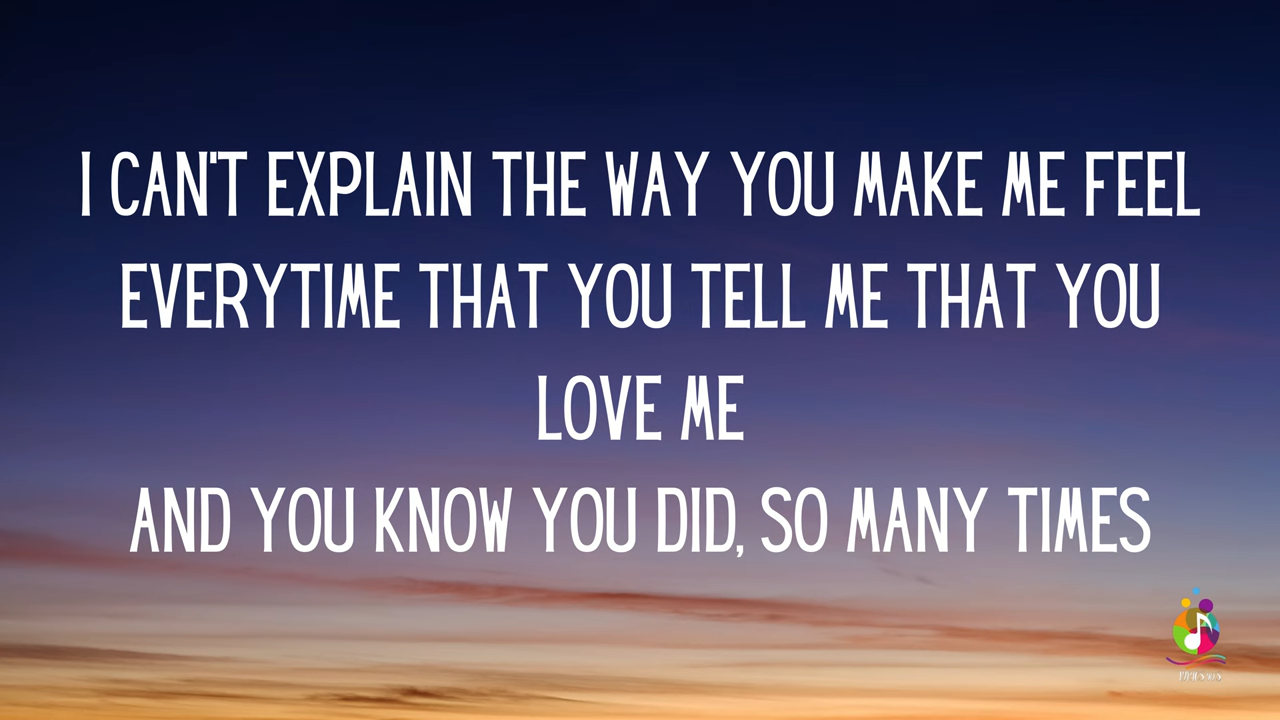 I CAN'T EXPLAIN THE WAY YOU MAKE ME FEEL
EVERYTIME THAT YOU TELL ME THAT YOU
LOVE ME
AND YOU KNOW YOU DID, SO MANY TIMES